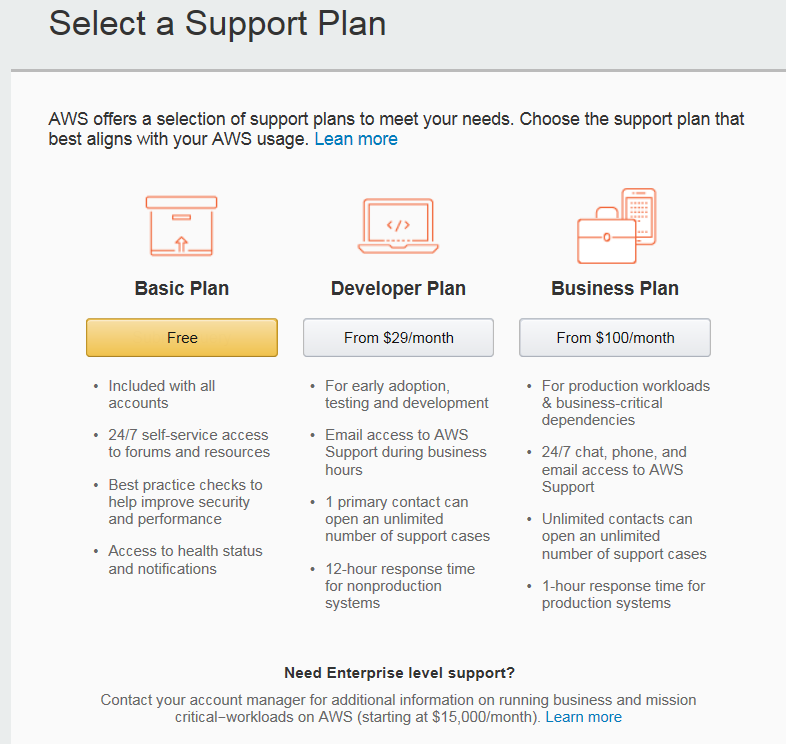 Select a Support Plan
AWS offers a selection of support plans to meet your needs. Choose the support plan that
best aligns with your AWS usage. Lean more
</>
Basic Plan
Free
• Included with all
accounts
• 24/7 self-service access
to forums and resources
• Best practice checks to
help improve security
and performance
• Access to health status
and notifications
Developer Plan
From $29/month
• For early adoption,
testing and development
• Email access to AWS
Support during business
hours
• 1 primary contact can
open an unlimited
number of support cases
• 12-hour response time
for nonproduction
systems
Business Plan
From $100/month
• For production workloads
& business-critical
dependencies
• 24/7 chat, phone, and
email access to AWS
Support
• Unlimited contacts can
open an unlimited
number of support cases
• 1-hour response time for
production systems
Need Enterprise level support?
Contact your account manager for additional information on running business and mission
critical–workloads on AWS (starting at $15,000/month). Learn more